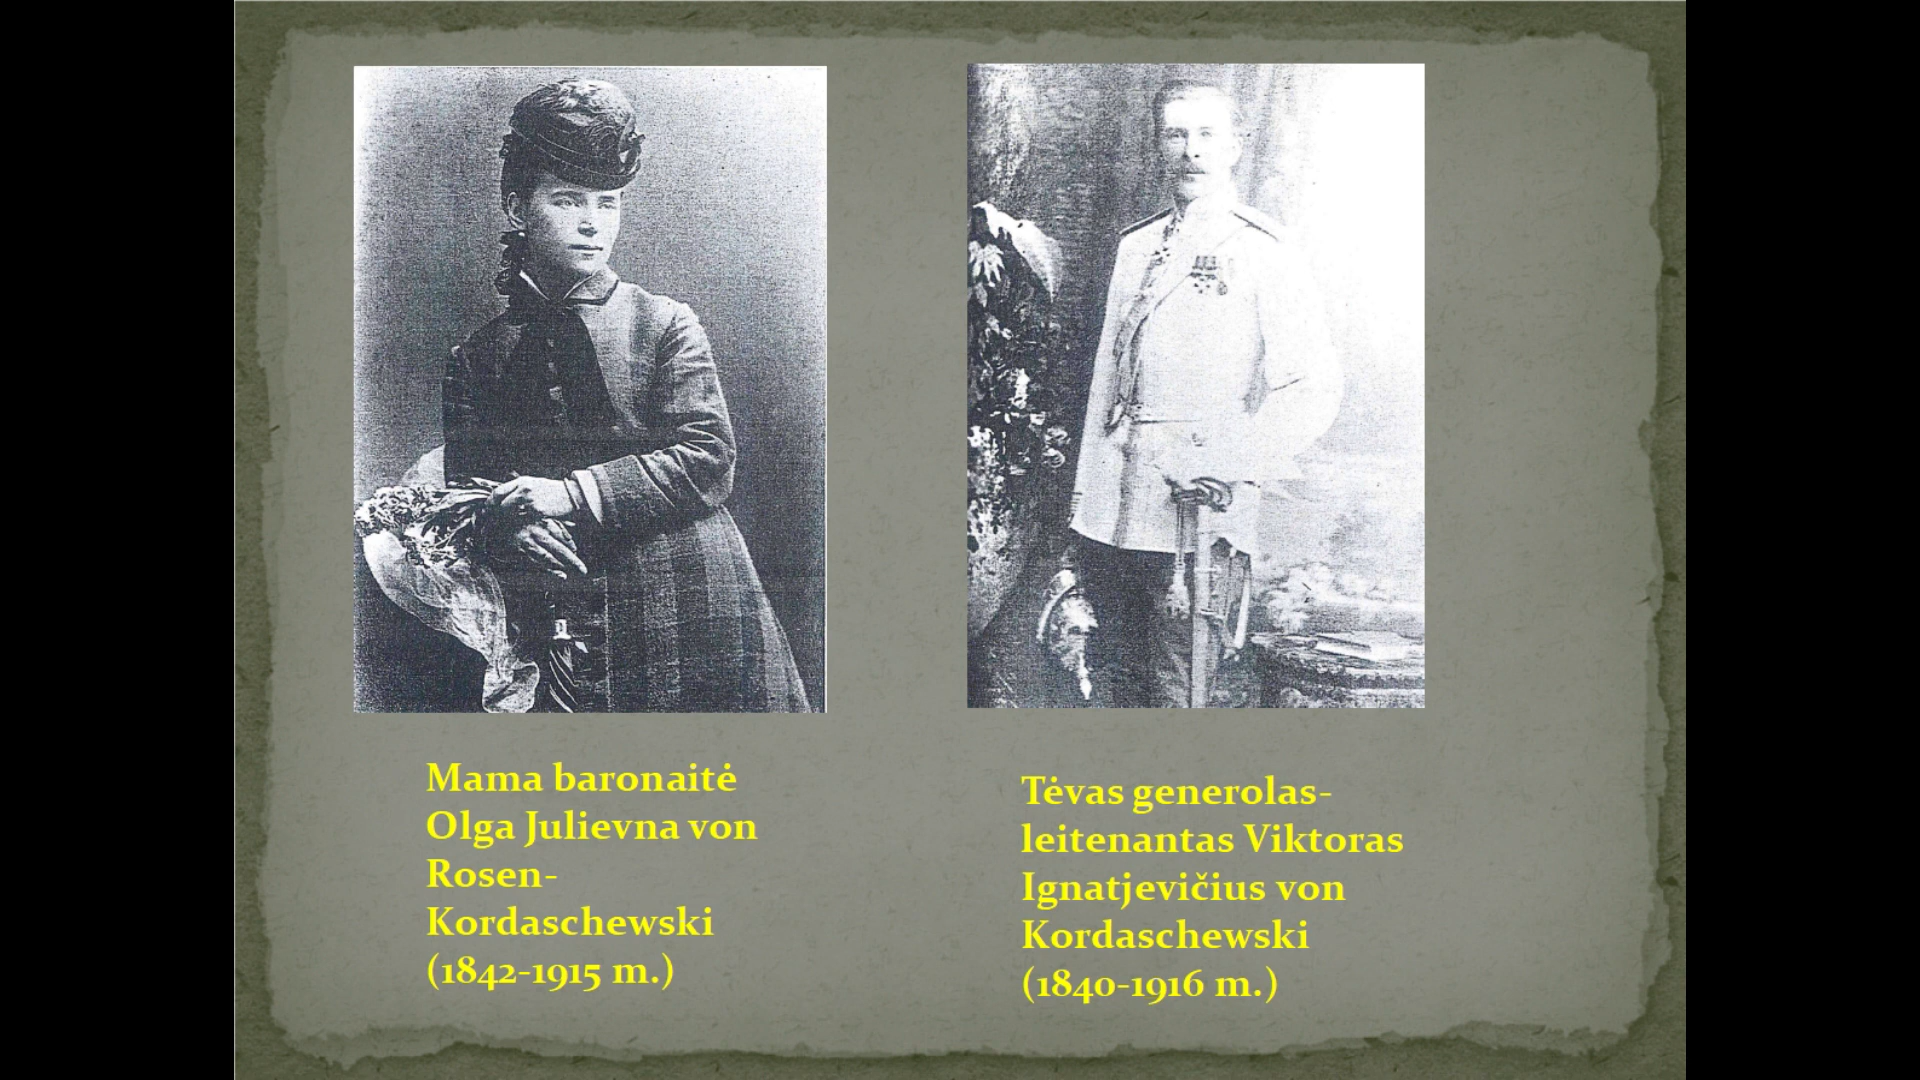 Mama baronaitė
Olga Julievna von
Rosen-
Kordaschewski
(1842-1915 m.)
Tėvas generolas-
leitenantas Viktoras
Ignatjevičius von
Kordaschewski
(1840-1916 m.)